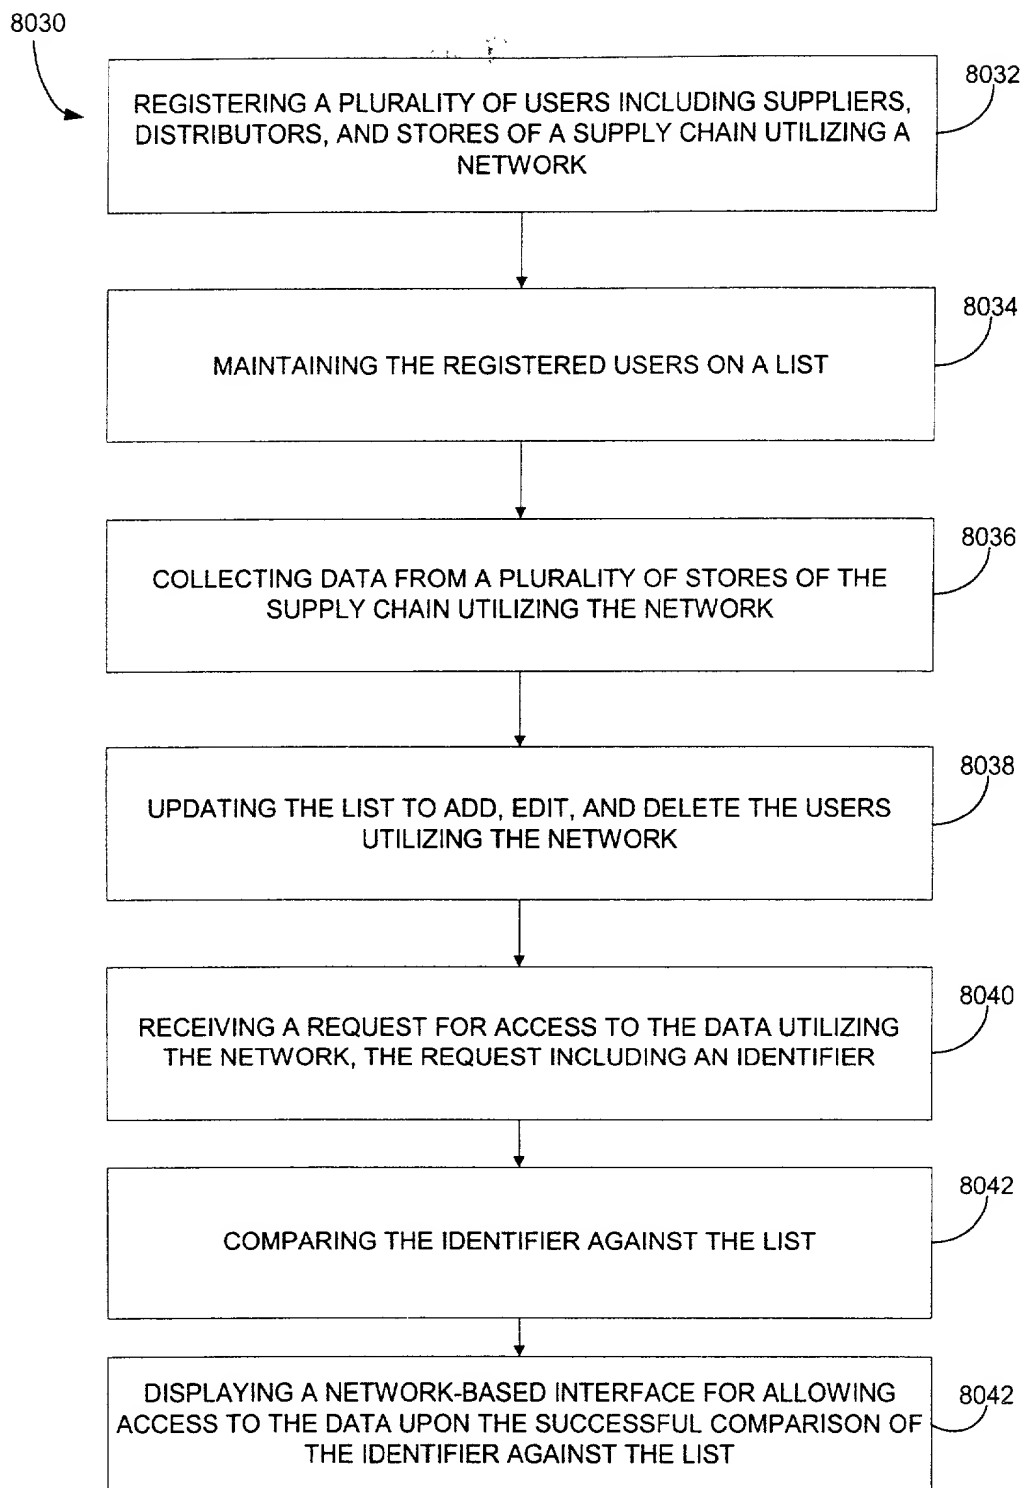 8030
8032
REGISTERING A PLURALITY OF USERS INCLUDING SUPPLIERS,
DISTRIBUTORS, AND STORES OF A SUPPLY CHAIN UTILIZING A
NETWORK
8034
MAINTAINING THE REGISTERED USERS ON A LIST
8036
COLLECTING DATA FROM A PLURALITY OF STORES OF THE
SUPPLY CHAIN UTILIZING THE NETWORK
8038
UPDATING THE LIST TO ADD, EDIT, AND DELETE THE USERS
UTILIZING THE NETWORK
8040
RECEIVING A REQUEST FOR ACCESS TO THE DATA UTILIZING
THE NETWORK, THE REQUEST INCLUDING AN IDENTIFIER
8042
COMPARING THE IDENTIFIER AGAINST THE LIST
8042
DISPLAYING A NETWORK-BASED INTERFACE FOR ALLOWING
ACCESS TO THE DATA UPON THE SUCCESSFUL COMPARISON OF
THE IDENTIFIER AGAINST THE LIST